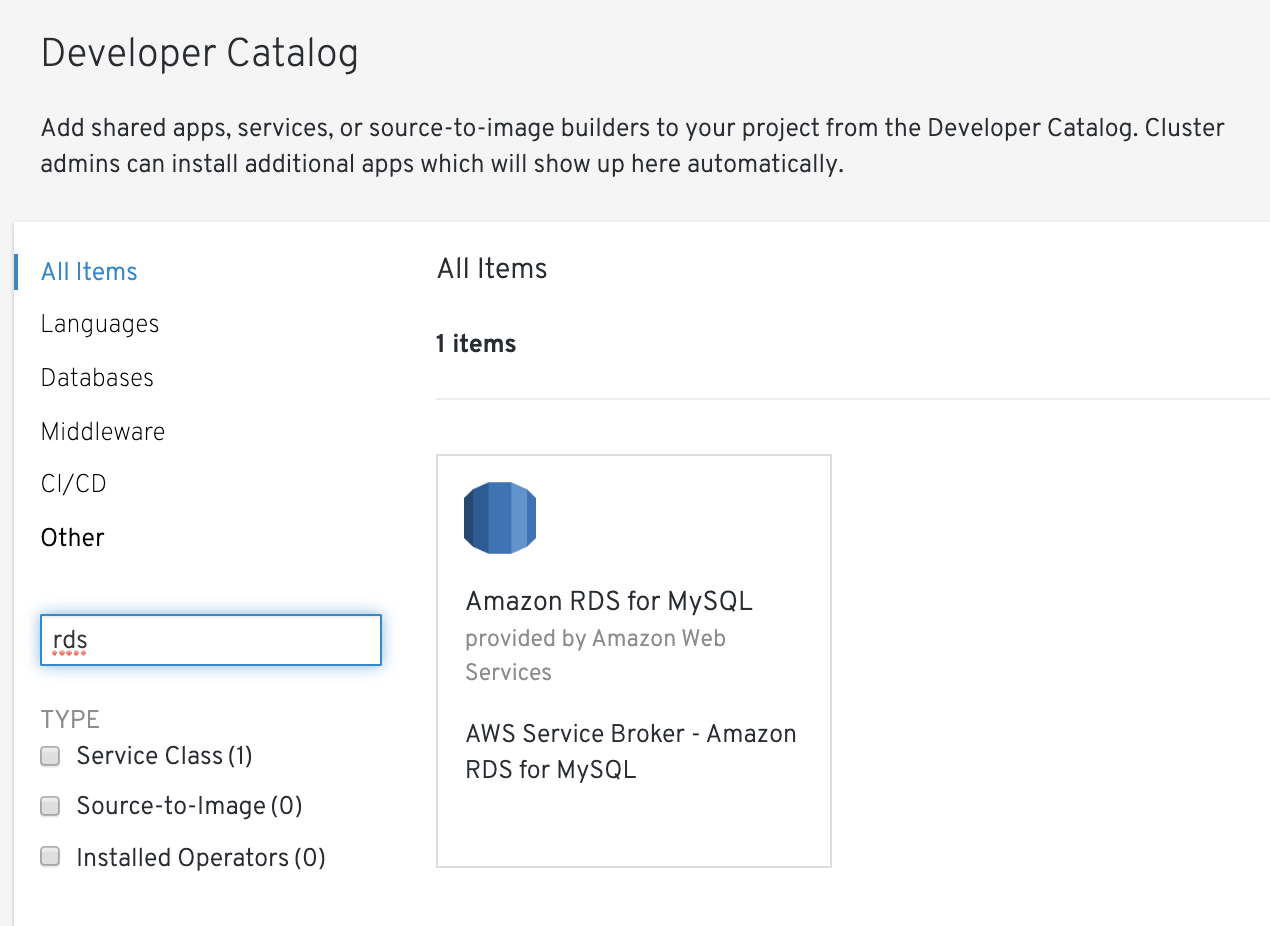 Developer Catalog
Add shared apps, services, or source-to-image builders to your project from the Developer Catalog. Cluster
admins can install additional apps which will show up here automatically.
All Items
Languages
Databases
Middleware
CI/CD
Other
rds
TYPE
Service Class (1)
Source-to-Image (0)
Installed Operators (0)
All Items
1 items
Amazon RDS for MySQL
provided by Amazon Web
Services
AWS Service Broker - Amazon
RDS for MySQL